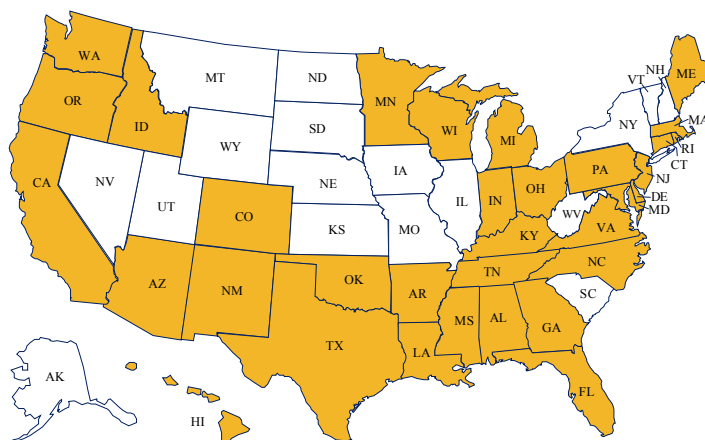 WA
MT
ND
MN
VT
NH
ME
OR
ID
SD
WI
MI
NY
MA
RI
CT
WY
IA
PA
NJ
CA
NV
UT
NE
IL
IN
OH
DE
MD
CO
KS
MO
WV
VA
KY
AZ
NM
OK
AR
TN
NC
SC
MS
AL
GA
TX
LA
FL
AK
HI